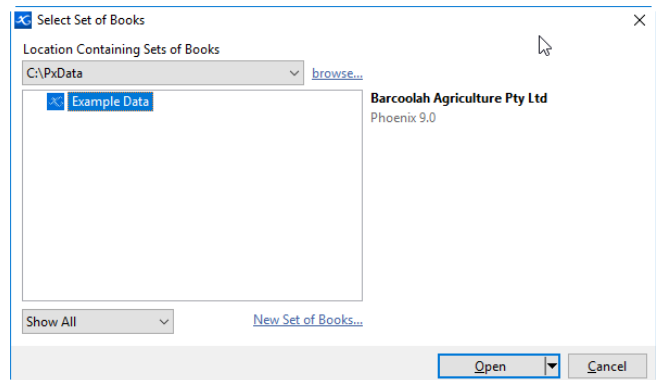 Select Set of Books
Location Containing Sets of Books
C:\PxData
browse...
Example Data
Barcoolah Agriculture Pty Ltd
Phoenix 9.0
Show All
New Set of Books...
Open
Cancel